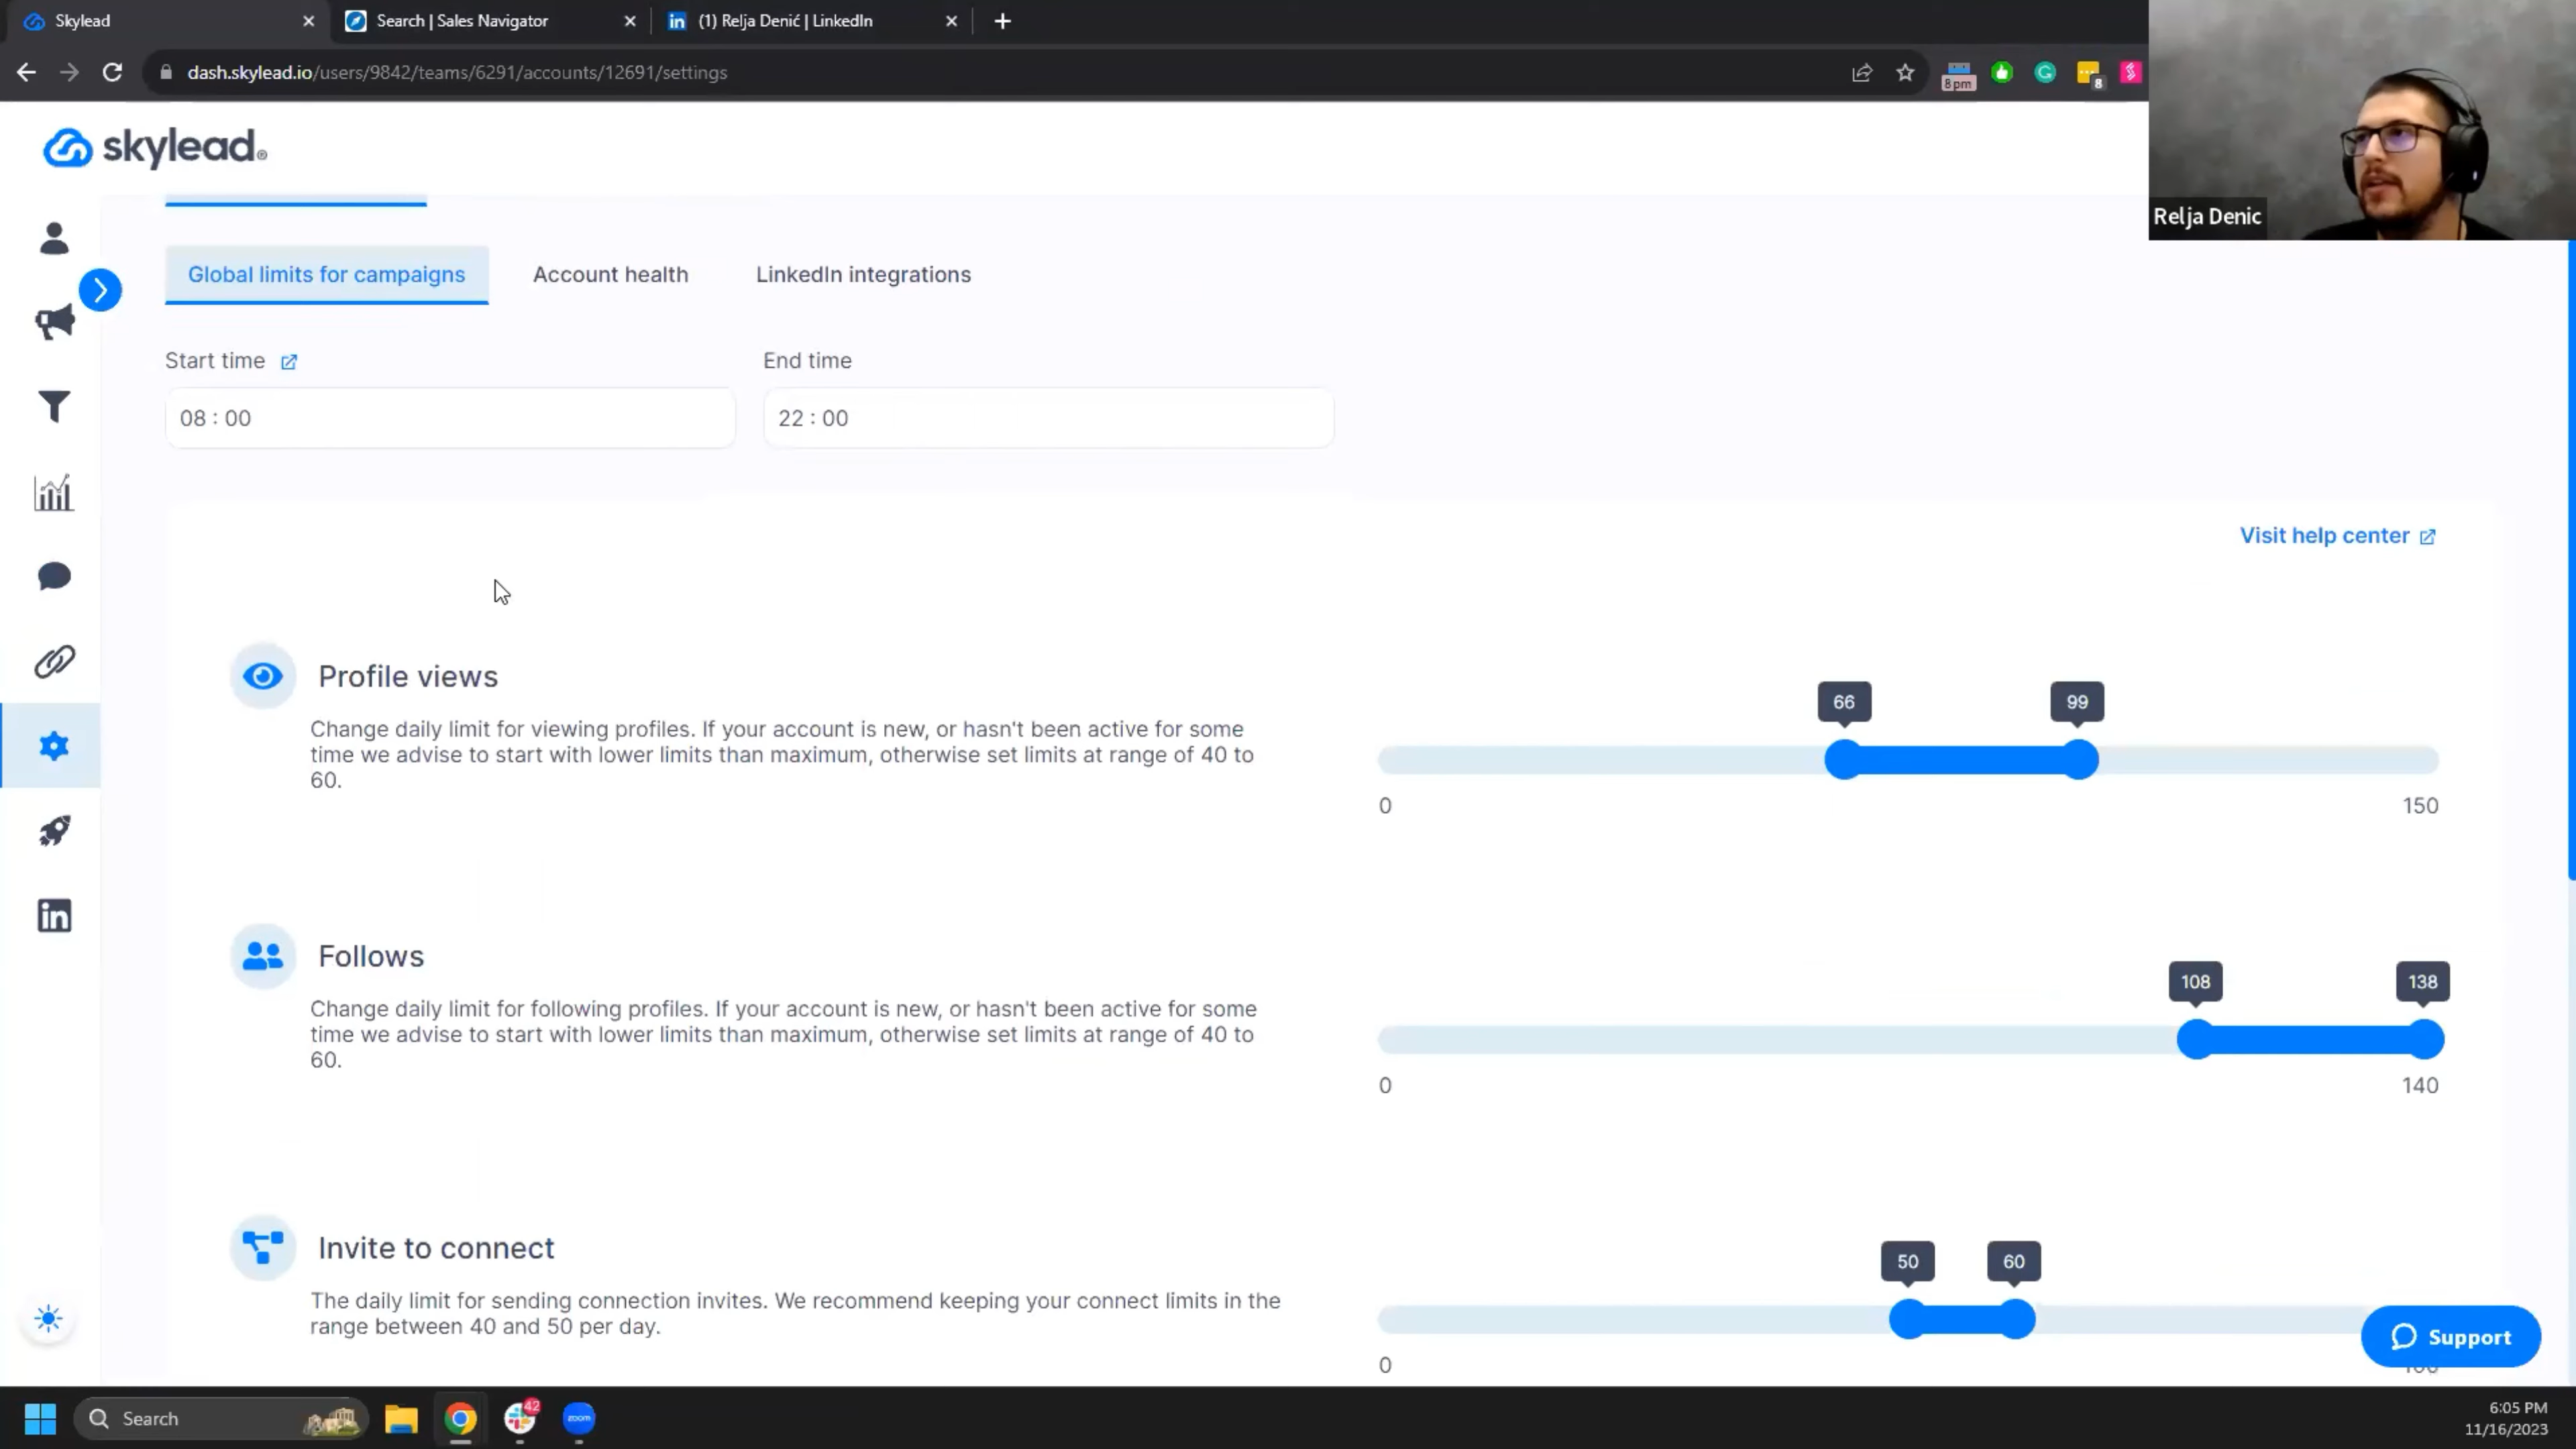 Skylead
Search | Sales Navigator
(1) Relja Denić | LinkedIn
dash.skylead.io/users/9842/teams/6291/accounts/12691/settings
8pm
8
skylead®
Relja Denic
Global limits for campaigns
Account health
LinkedIn integrations
Start time
End time
08 : 00
22 : 00
Visit help center
Profile views
Change daily limit for viewing profiles. If your account is new, or hasn't been active for some
time we advise to start with lower limits than maximum, otherwise set limits at range of 40 to
60.
66
99
0
150
Follows
Change daily limit for following profiles. If your account is new, or hasn't been active for some
time we advise to start with lower limits than maximum, otherwise set limits at range of 40 to
60.
108
138
0
140
Invite to connect
The daily limit for sending connection invites. We recommend keeping your connect limits in the
range between 40 and 50 per day.
50
60
0
Support
in
Search
42
zoom
6:05 PM
11/16/2023